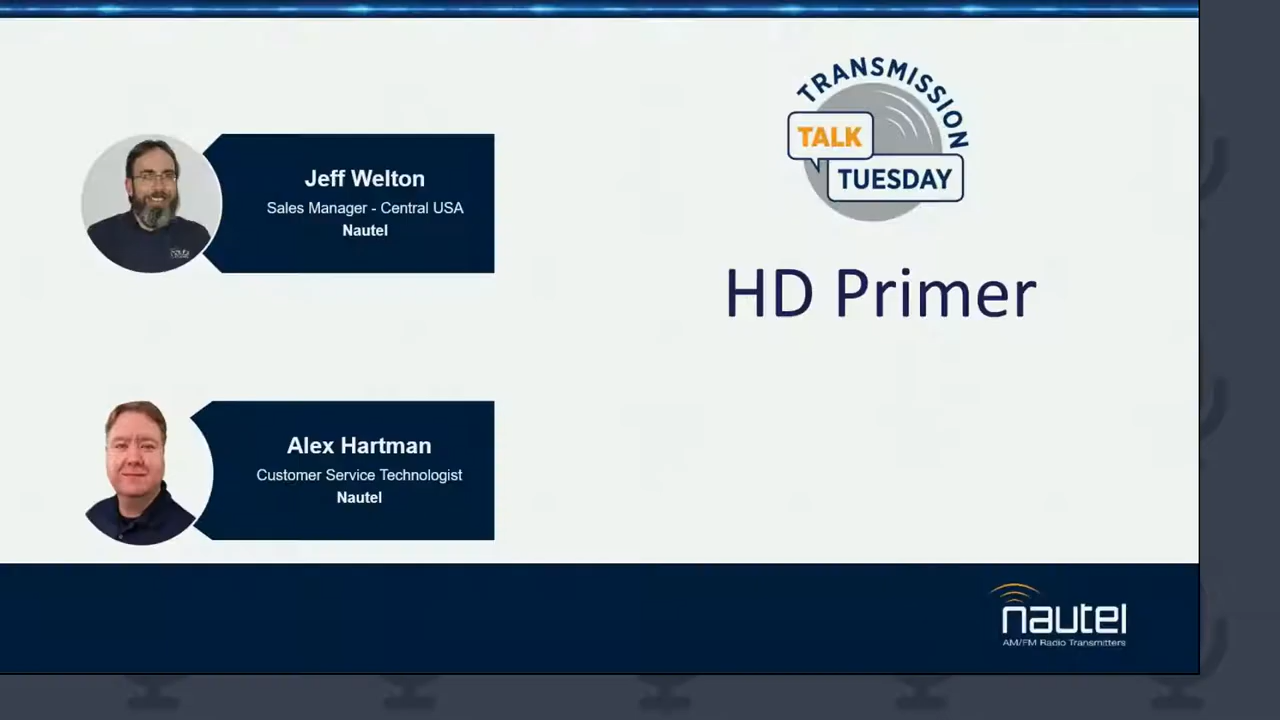 Jeff Welton
Sales Manager - Central USA
Nautel
Alex Hartman
Customer Service Technologist
Nautel
TRANSMISSION
TALK
TUESDAY
HD Primer
nautel
AM/FM Radio Transmitters